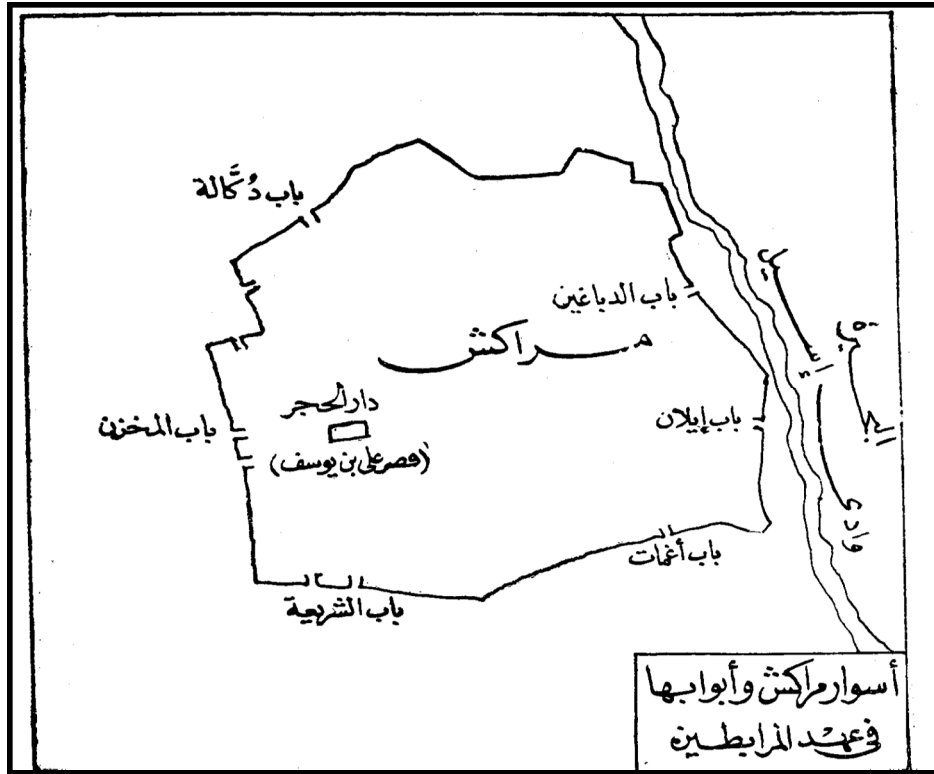 باب دُكَّالة
باب الدباغين
مراكش
دار الحجر
(قصر علي بن يوسف)
باب المخزن
باب إيلان
باب أغمات
باب الشريعة
وادي
البحيرة
أسوار مراكش وأبوابها
في عهد المرابطين